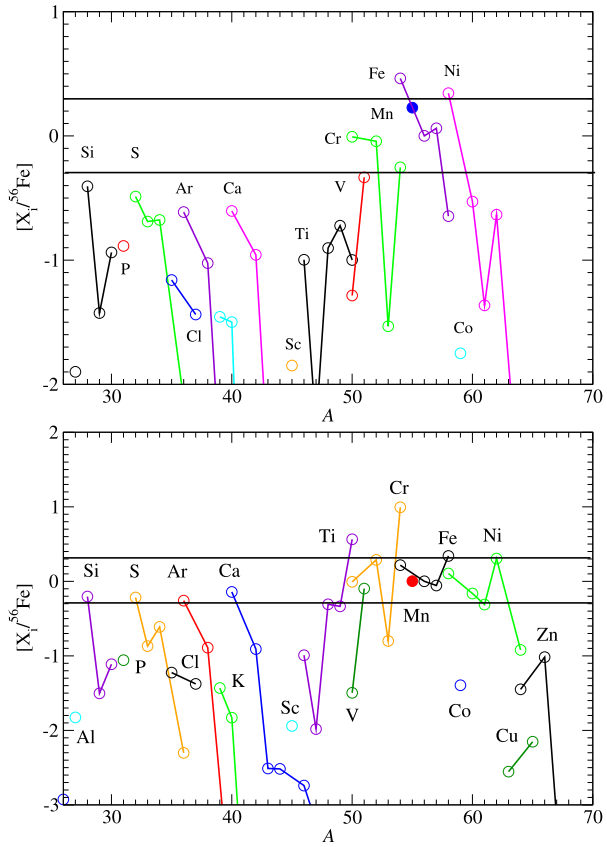 1
Fe
Ni
Mn
0
Cr
Si
S
Ar
Ca
V
[Xᵢ/⁵⁶Fe]
-1
Ti
P
Cl
Sc
Co
-2
30
40
50
60
70
A
2
Cr
1
Ti
Fe
Ni
Si
S
Ar
Ca
0
Mn
[Xᵢ/⁵⁶Fe]
Zn
-1
P
Cl
K
Sc
V
Co
Al
Cu
-2
-3
30
40
50
60
70
A